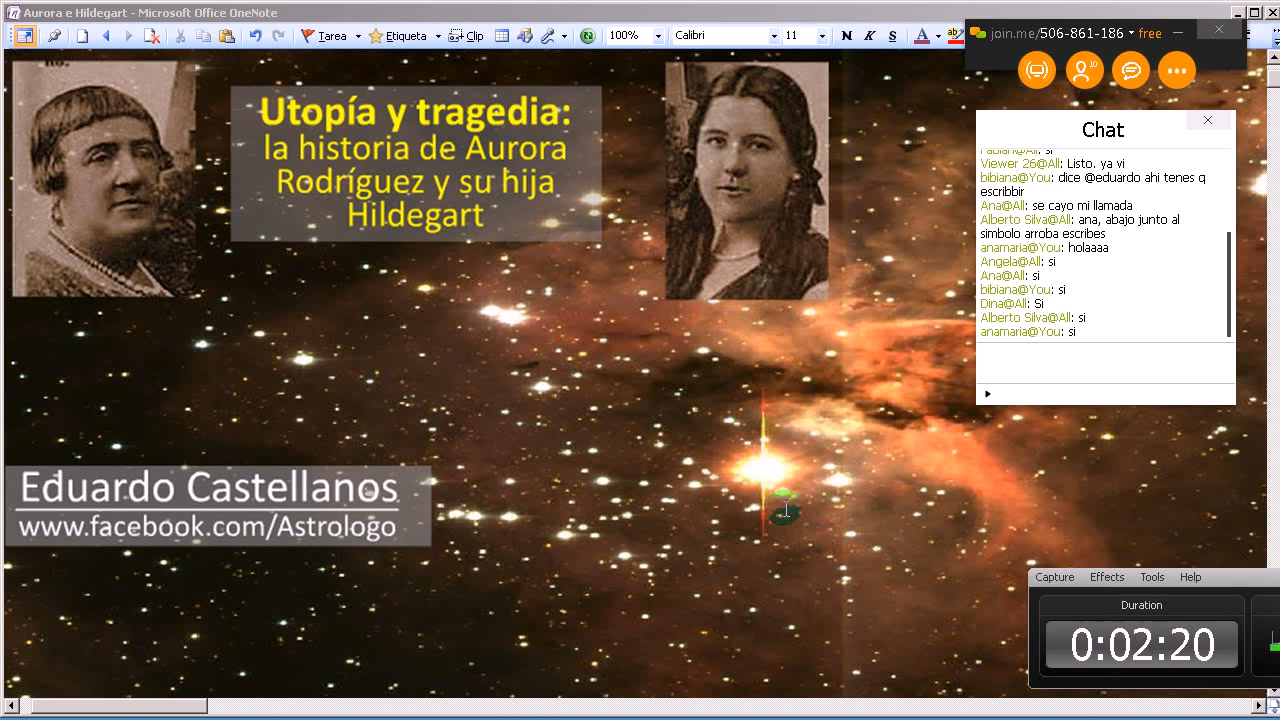 Aurora e Hildegart - Microsoft Office OneNote
Tarea
Etiqueta
Clip
100%
Calibri
11
N K S A ab
join.me/506-861-186 free
10
Chat
Viewer 26@All: Listo. ya vi
bibiana@You: dice @eduardo ahi tenes q
escribbir
Ana@All: se cayo mi llamada
Alberto Silva@All: ana, abajo junto al
simbolo arroba escribes
anamaria@You: holaaaa
Angela@All: si
Ana@All: si
bibiana@You: si
Dina@All: Si
Alberto Silva@All: si
anamaria@You: si
Utopía y tragedia:
la historia de Aurora
Rodríguez y su hija
Hildegart
Eduardo Castellanos
www.facebook.com/Astrologo
Capture Effects Tools Help
Duration
0:02:20